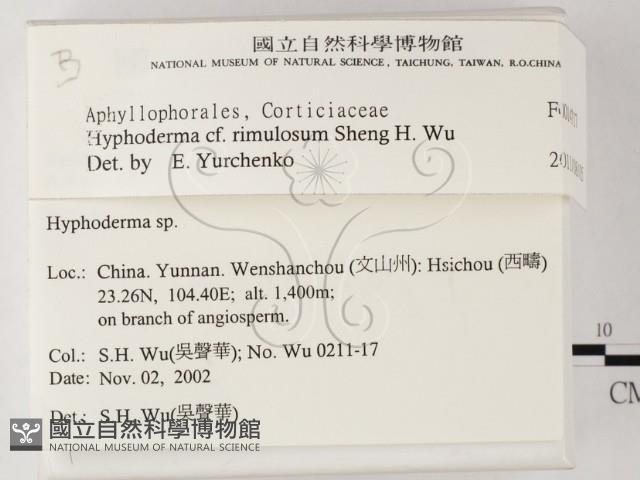 B
國立自然科學博物館
NATIONAL MUSEUM OF NATURAL SCIENCE, TAICHUNG, TAIWAN, R.O.CHINA
Aphyllophorales, Corticiaceae
Hyphoderma cf. rimulosum Sheng H. Wu
Det. by E. Yurchenko
Hyphoderma sp.
Loc.: China. Yunnan. Wenshanchou (文山州): Hsichou (西疇)
23.26N, 104.40E; alt. 1,400m;
on branch of angiosperm.
Col.: S.H. Wu(吳聲華); No. Wu 0211-17
Date: Nov. 02, 2002
Det.: S.H. Wu(吳聲華)
10
CM
國立自然科學博物館
NATIONAL MUSEUM OF NATURAL SCIENCE